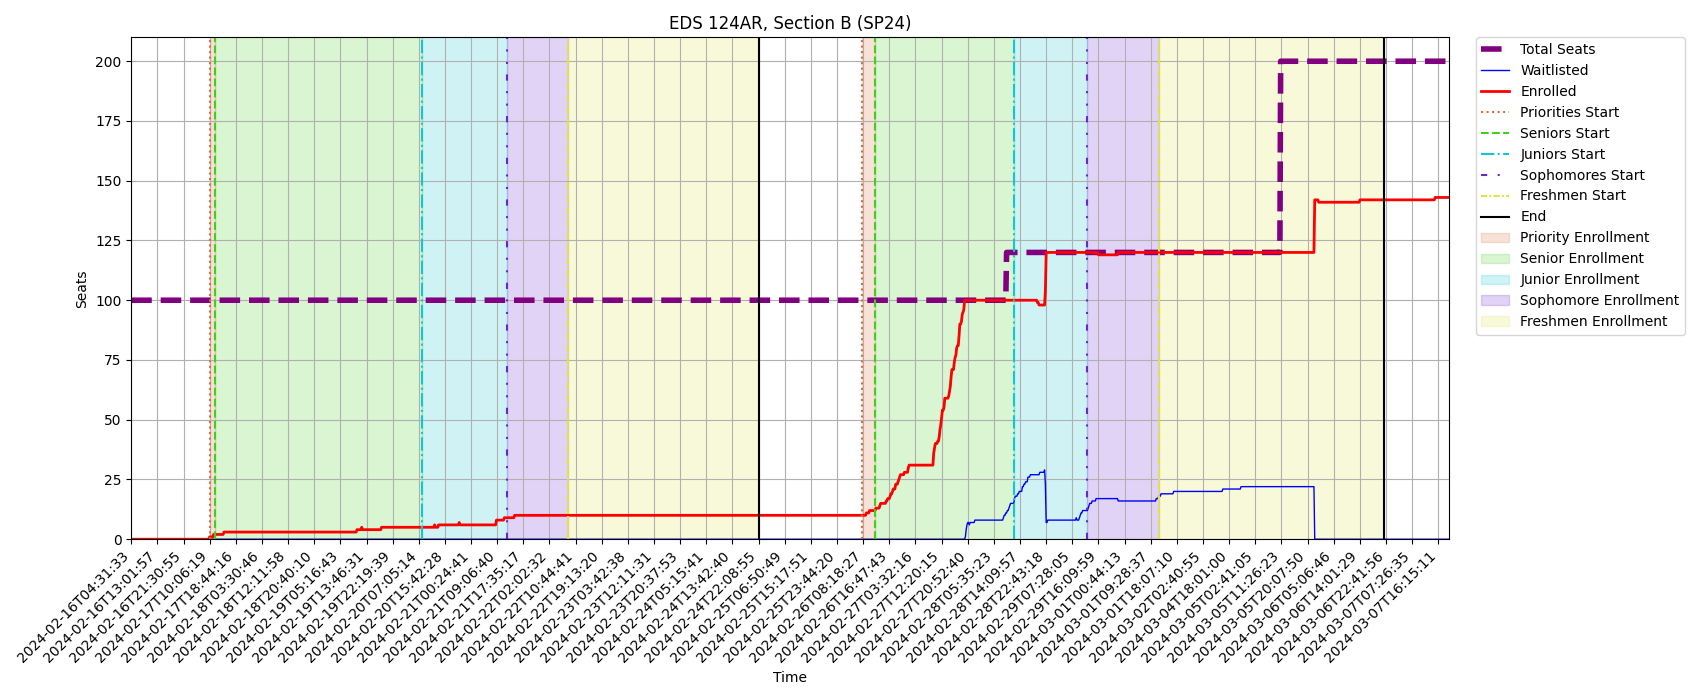 EDS 124AR, Section B (SP24)
Seats
200
175
150
125
100
75
50
25
0
2024-02-16T04:31:33
2024-02-16T13:01:57
2024-02-16T21:30:55
2024-02-17T10:06:19
2024-02-17T18:44:16
2024-02-18T03:30:46
2024-02-18T12:11:58
2024-02-18T20:40:10
2024-02-19T05:16:43
2024-02-19T13:46:31
2024-02-19T22:19:39
2024-02-20T07:05:14
2024-02-20T15:42:28
2024-02-21T00:24:41
2024-02-21T09:06:40
2024-02-21T17:35:17
2024-02-22T02:02:32
2024-02-22T10:44:41
2024-02-22T19:13:20
2024-02-23T03:42:38
2024-02-23T12:11:31
2024-02-23T20:37:53
2024-02-24T05:15:41
2024-02-24T13:42:40
2024-02-24T22:08:55
2024-02-25T06:50:49
2024-02-25T15:17:51
2024-02-25T23:44:20
2024-02-26T08:18:27
2024-02-26T16:47:43
2024-02-27T03:32:16
2024-02-27T12:20:15
2024-02-27T20:52:40
2024-02-28T05:35:23
2024-02-28T14:09:57
2024-02-28T22:43:18
2024-02-29T07:28:05
2024-02-29T16:09:59
2024-03-01T00:44:13
2024-03-01T09:28:37
2024-03-01T18:07:10
2024-03-02T02:40:55
2024-03-04T18:01:00
2024-03-05T02:41:05
2024-03-05T11:26:23
2024-03-05T20:07:50
2024-03-06T05:06:46
2024-03-06T14:01:29
2024-03-06T22:41:56
2024-03-07T07:26:35
2024-03-07T16:15:11
Time
Total Seats
Waitlisted
Enrolled
Priorities Start
Seniors Start
Juniors Start
Sophomores Start
Freshmen Start
End
Priority Enrollment
Senior Enrollment
Junior Enrollment
Sophomore Enrollment
Freshmen Enrollment